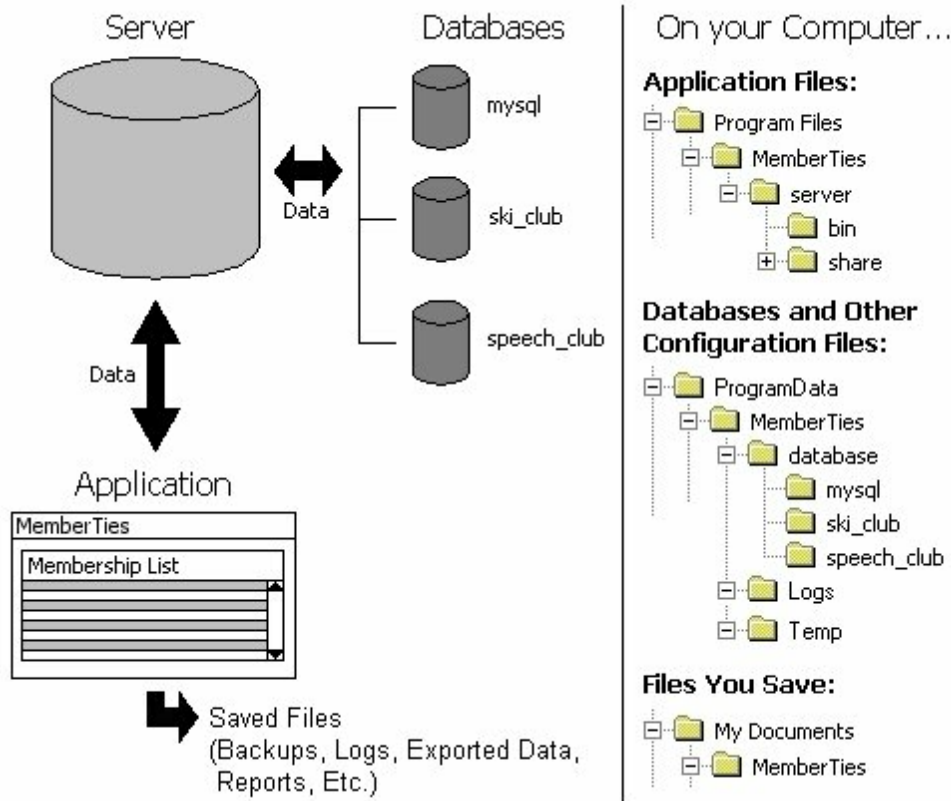 Server
Databases
mysql
Data
ski_club
speech_club
Data
Application
MemberTies
Membership List
Saved Files
(Backups, Logs, Exported Data,
Reports, Etc.)
On your Computer...
Application Files:
Program Files
MemberTies
server
bin
share
Databases and Other
Configuration Files:
ProgramData
MemberTies
database
mysql
ski_club
speech_club
Logs
Temp
Files You Save:
My Documents
MemberTies